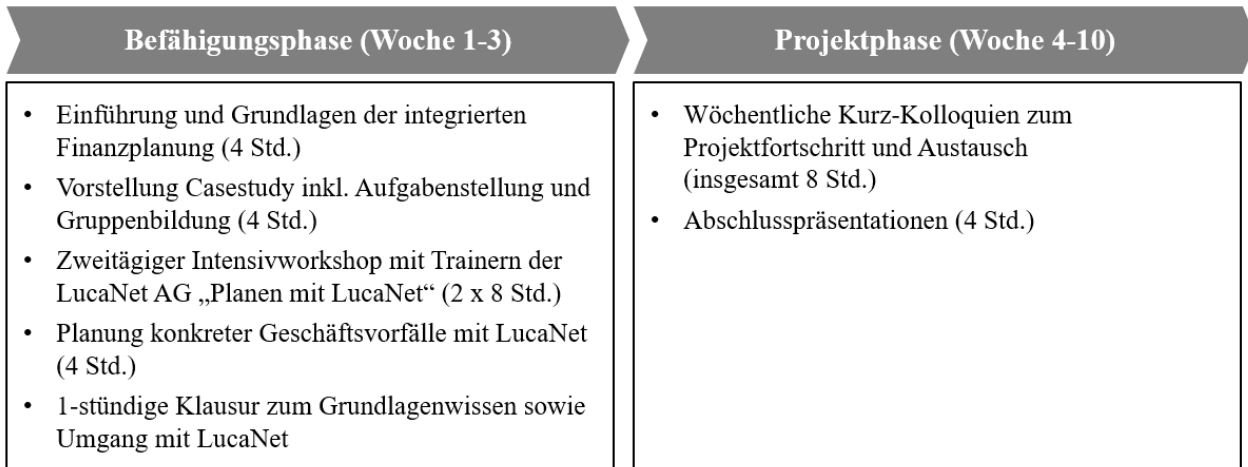 Befähigungsphase (Woche 1-3)
• Einführung und Grundlagen der integrierten
Finanzplanung (4 Std.)
• Vorstellung Casestudy inkl. Aufgabenstellung und
Gruppenbildung (4 Std.)
• Zweitägiger Intensivworkshop mit Trainern der
LucaNet AG „Planen mit LucaNet“ (2 x 8 Std.)
• Planung konkreter Geschäftsvorfälle mit LucaNet
(4 Std.)
• 1-stündige Klausur zum Grundlagenwissen sowie
Umgang mit LucaNet
Projektphase (Woche 4-10)
• Wöchentliche Kurz-Kolloquien zum
Projektfortschritt und Austausch
(insgesamt 8 Std.)
• Abschlusspräsentationen (4 Std.)